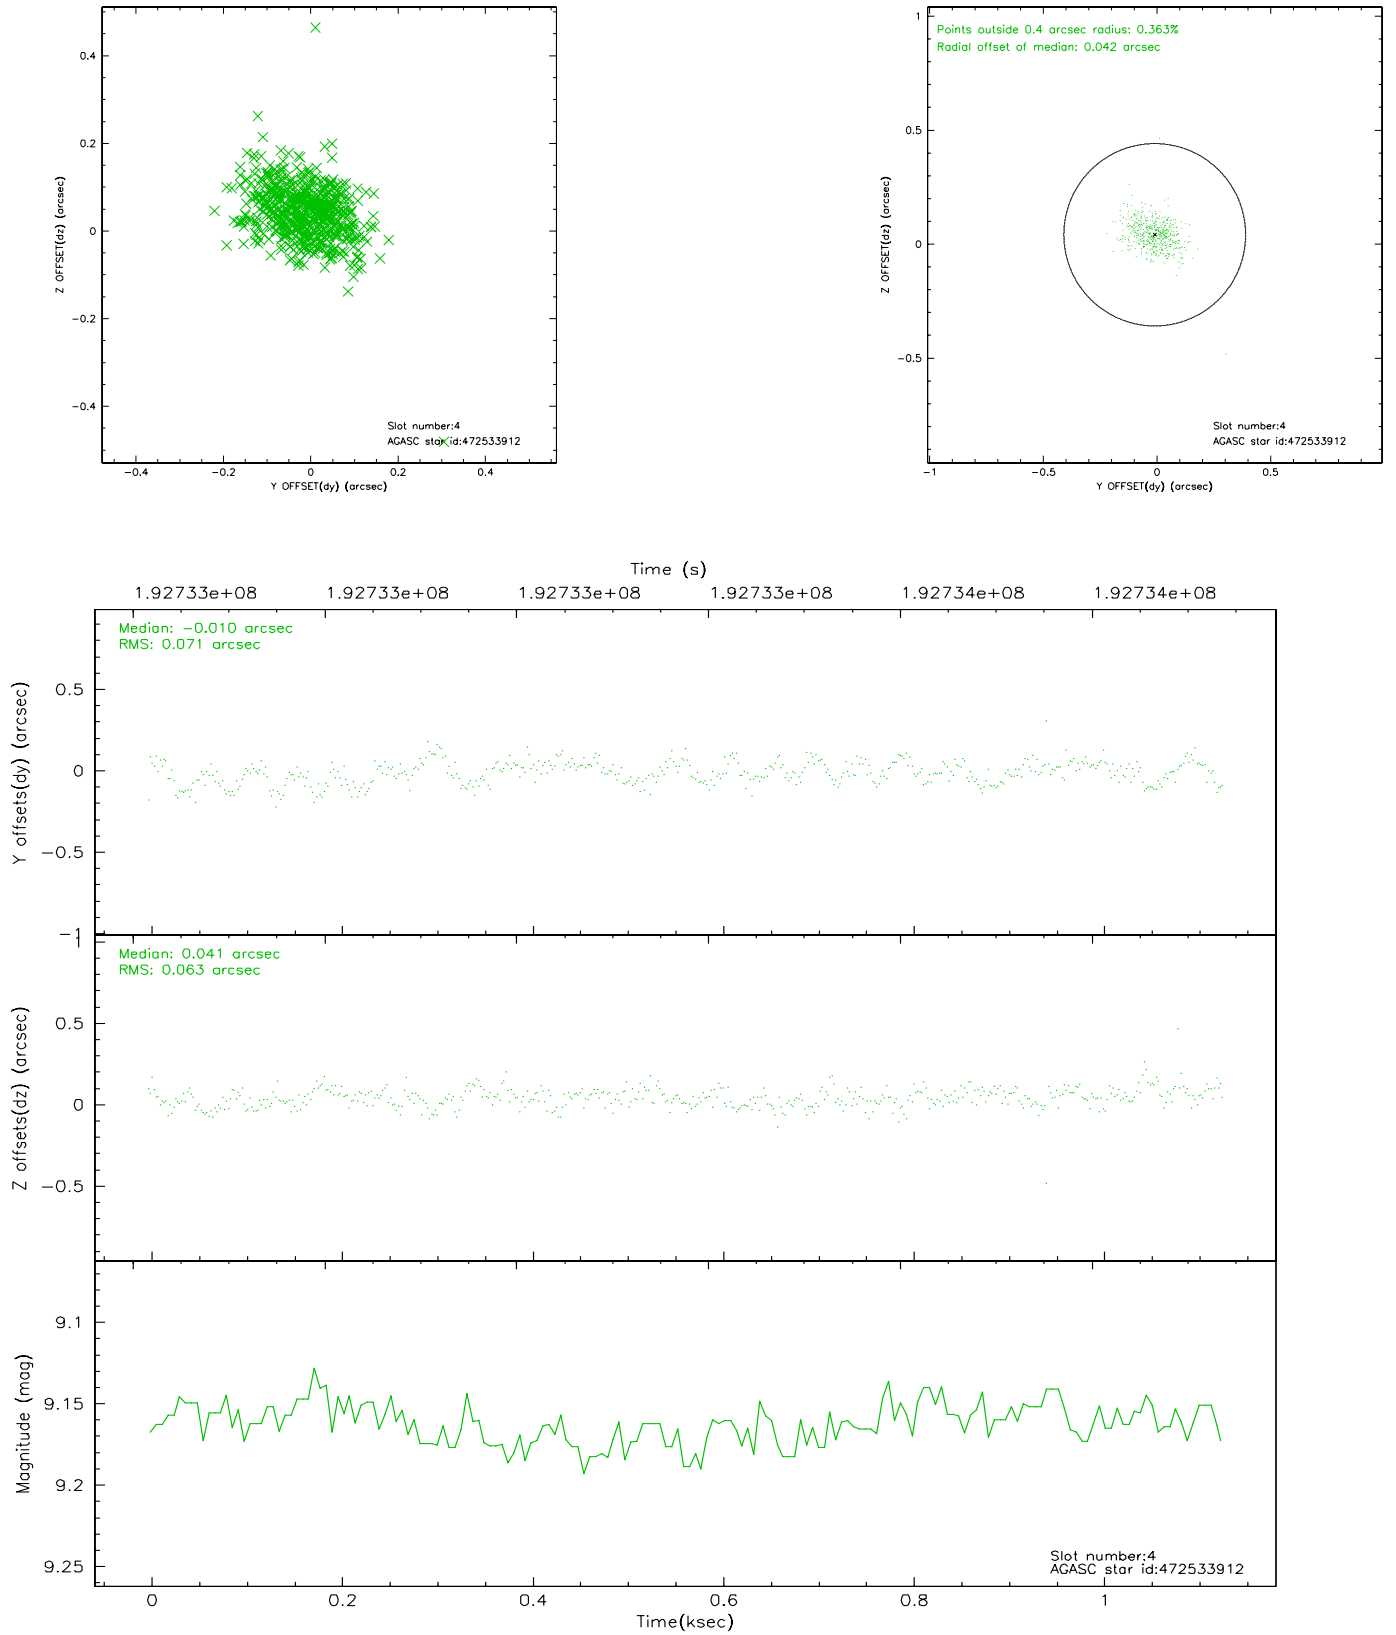 0.4
0.2
0
−0.2
−0.4
Z OFFSET(dz) (arcsec)
Slot number:4
AGASC star id:472533912
−0.4
−0.2
0
0.2
0.4
Y OFFSET(dy) (arcsec)
Points outside 0.4 arcsec radius: 0.363%
Radial offset of median: 0.042 arcsec
1
0.5
0
−0.5
Z OFFSET(dz) (arcsec)
Slot number:4
AGASC star id:472533912
−1
−0.5
0
0.5
Y OFFSET(dy) (arcsec)
Time (s)
1.92733e+08
1.92733e+08
1.92733e+08
1.92733e+08
1.92734e+08
1.92734e+08
Median: −0.010 arcsec
RMS: 0.071 arcsec
0.5
0
−0.5
−1
Y offsets(dy) (arcsec)
Median: 0.041 arcsec
RMS: 0.063 arcsec
1
0.5
0
−0.5
Z offsets(dz) (arcsec)
9.1
9.15
9.2
9.25
Magnitude (mag)
Slot number:4
AGASC star id:472533912
0
0.2
0.4
0.6
0.8
1
Time(ksec)